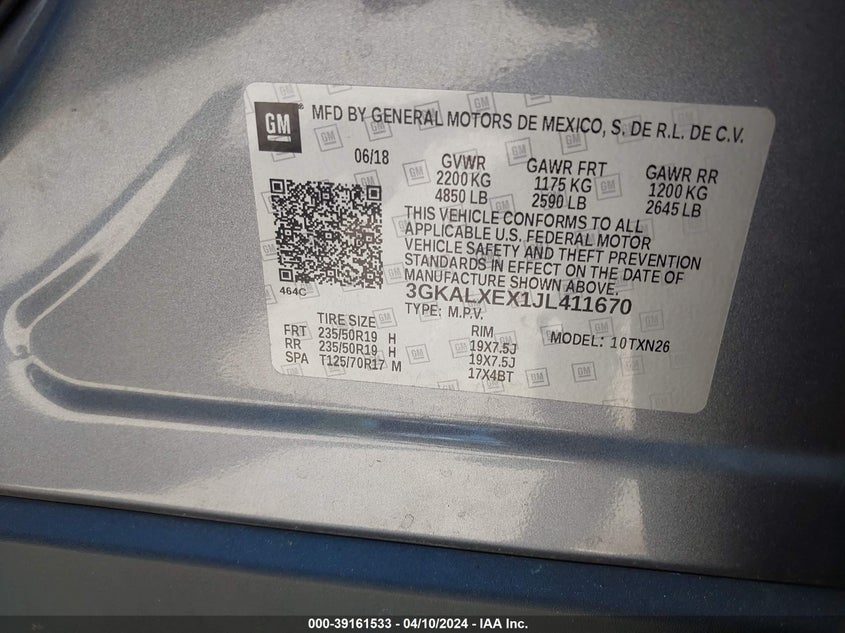 GM
MFD BY GENERAL MOTORS DE MEXICO, S. DE R.L. DE C.V.
06/18 GVWR GAWR FRT GAWR RR
2200 KG 1175 KG 1200 KG
4850 LB 2590 LB 2645 LB
THIS VEHICLE CONFORMS TO ALL
APPLICABLE U.S. FEDERAL MOTOR
VEHICLE SAFETY AND THEFT PREVENTION
STANDARDS IN EFFECT ON THE DATE OF
MANUFACTURE SHOWN ABOVE.
464C
3GKALXEX1JL411670
TYPE: M.P.V.
TIRE SIZE RIM MODEL: 10TXN26
FRT 235/50R19 H 19X7.5J
RR 235/50R19 H 19X7.5J
SPA T125/70R17 M 17X4BT
000-39161533 - 04/10/2024 - IAA Inc.